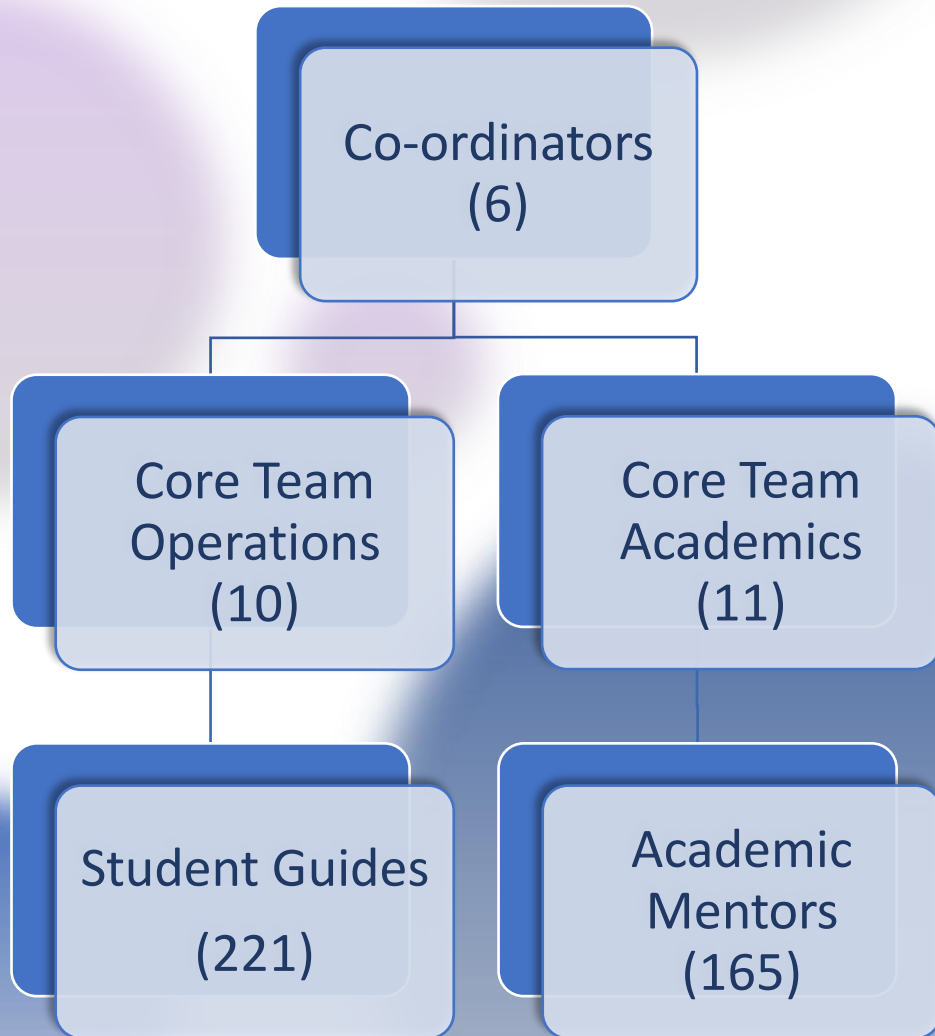 Co-ordinators
(6)
Core Team
Operations
(10)
Core Team
Academics
(11)
Student Guides
(221)
Academic
Mentors
(165)